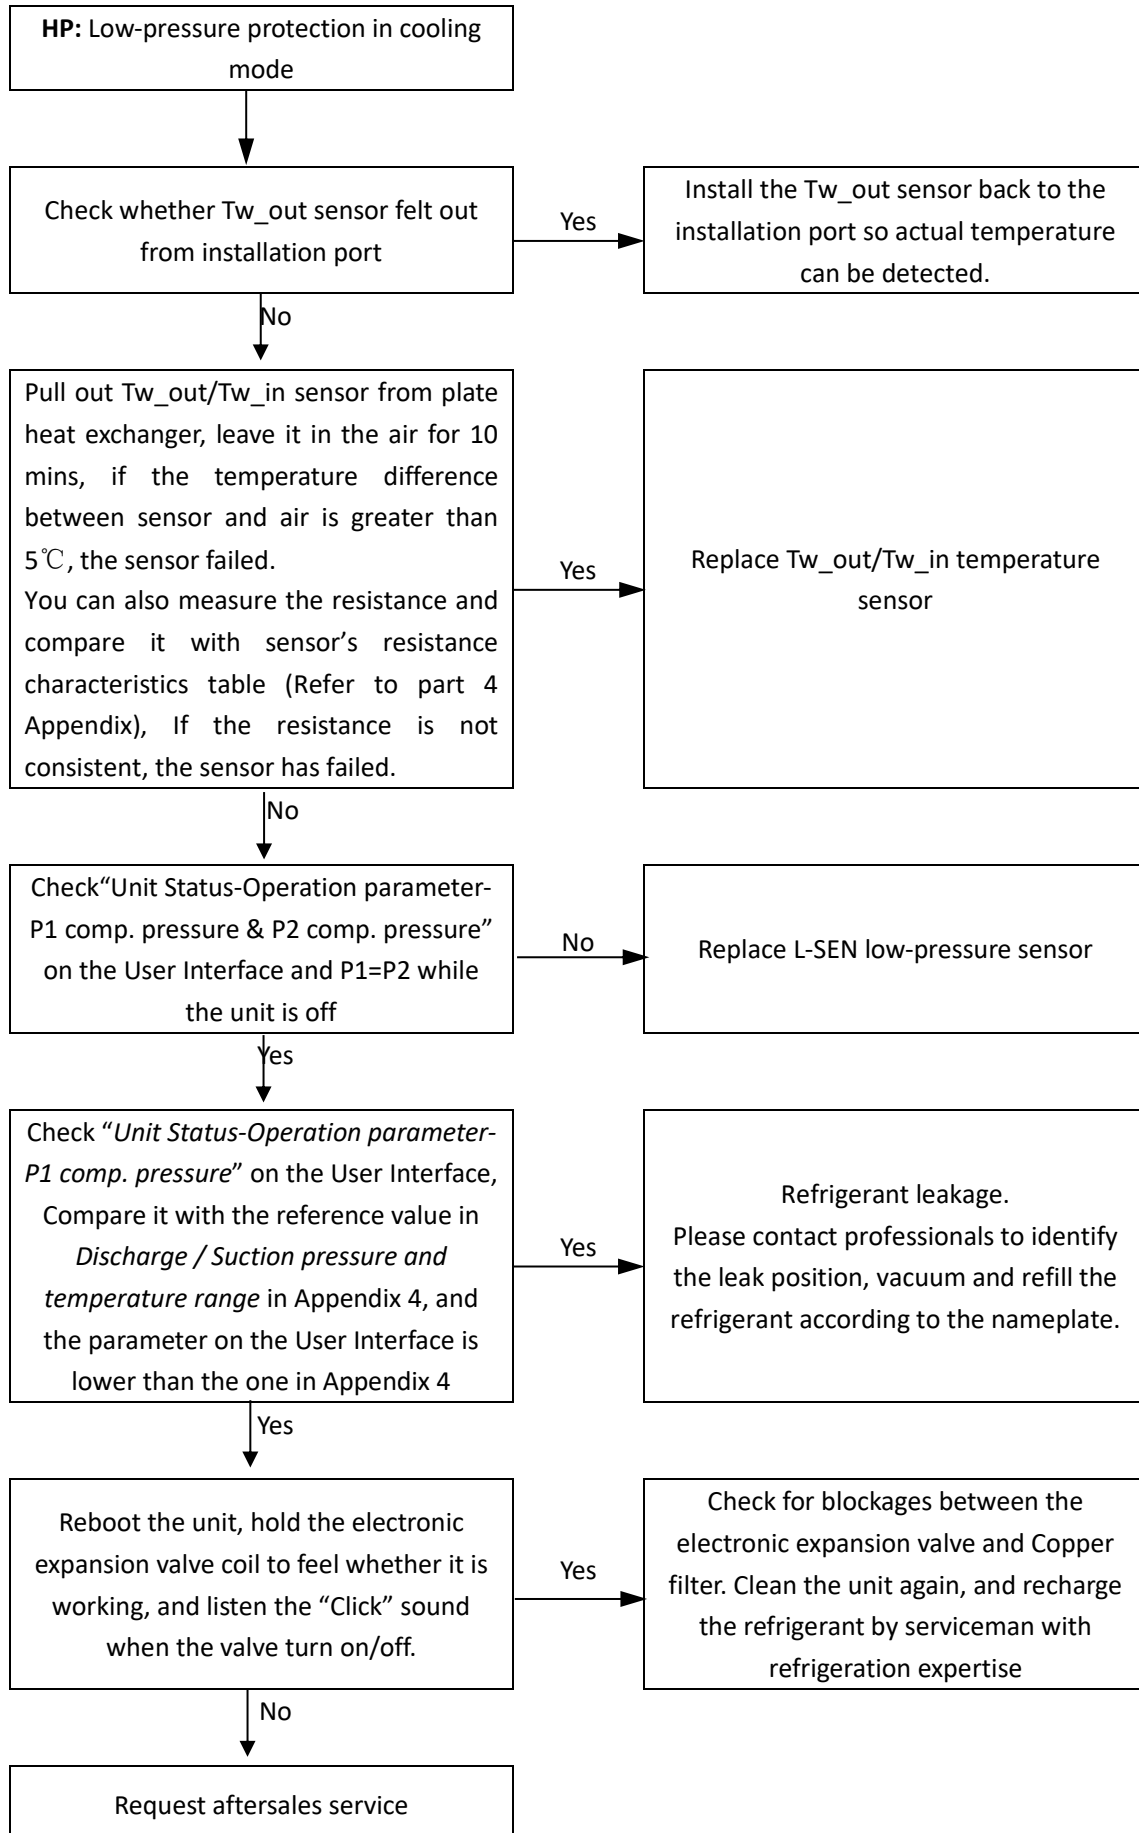 HP: Low-pressure protection in cooling
mode
Check whether Tw_out sensor felt out
from installation port
Yes
Install the Tw_out sensor back to the
installation port so actual temperature
can be detected.
No
Pull out Tw_out/Tw_in sensor from plate
heat exchanger, leave it in the air for 10
mins, if the temperature difference
between sensor and air is greater than
5℃, the sensor failed.
You can also measure the resistance and
compare it with sensor’s resistance
characteristics table (Refer to part 4
Appendix), If the resistance is not
consistent, the sensor has failed.
Yes
Replace Tw_out/Tw_in temperature
sensor
No
Check“Unit Status-Operation parameter-
P1 comp. pressure & P2 comp. pressure”
on the User Interface and P1=P2 while
the unit is off
No
Replace L-SEN low-pressure sensor
Yes
Check “Unit Status-Operation parameter-
P1 comp. pressure” on the User Interface,
Compare it with the reference value in
Discharge / Suction pressure and
temperature range in Appendix 4, and
the parameter on the User Interface is
lower than the one in Appendix 4
Yes
Refrigerant leakage.
Please contact professionals to identify
the leak position, vacuum and refill the
refrigerant according to the nameplate.
Yes
Reboot the unit, hold the electronic
expansion valve coil to feel whether it is
working, and listen the “Click” sound
when the valve turn on/off.
Yes
Check for blockages between the
electronic expansion valve and Copper
filter. Clean the unit again, and recharge
the refrigerant by serviceman with
refrigeration expertise
No
Request aftersales service